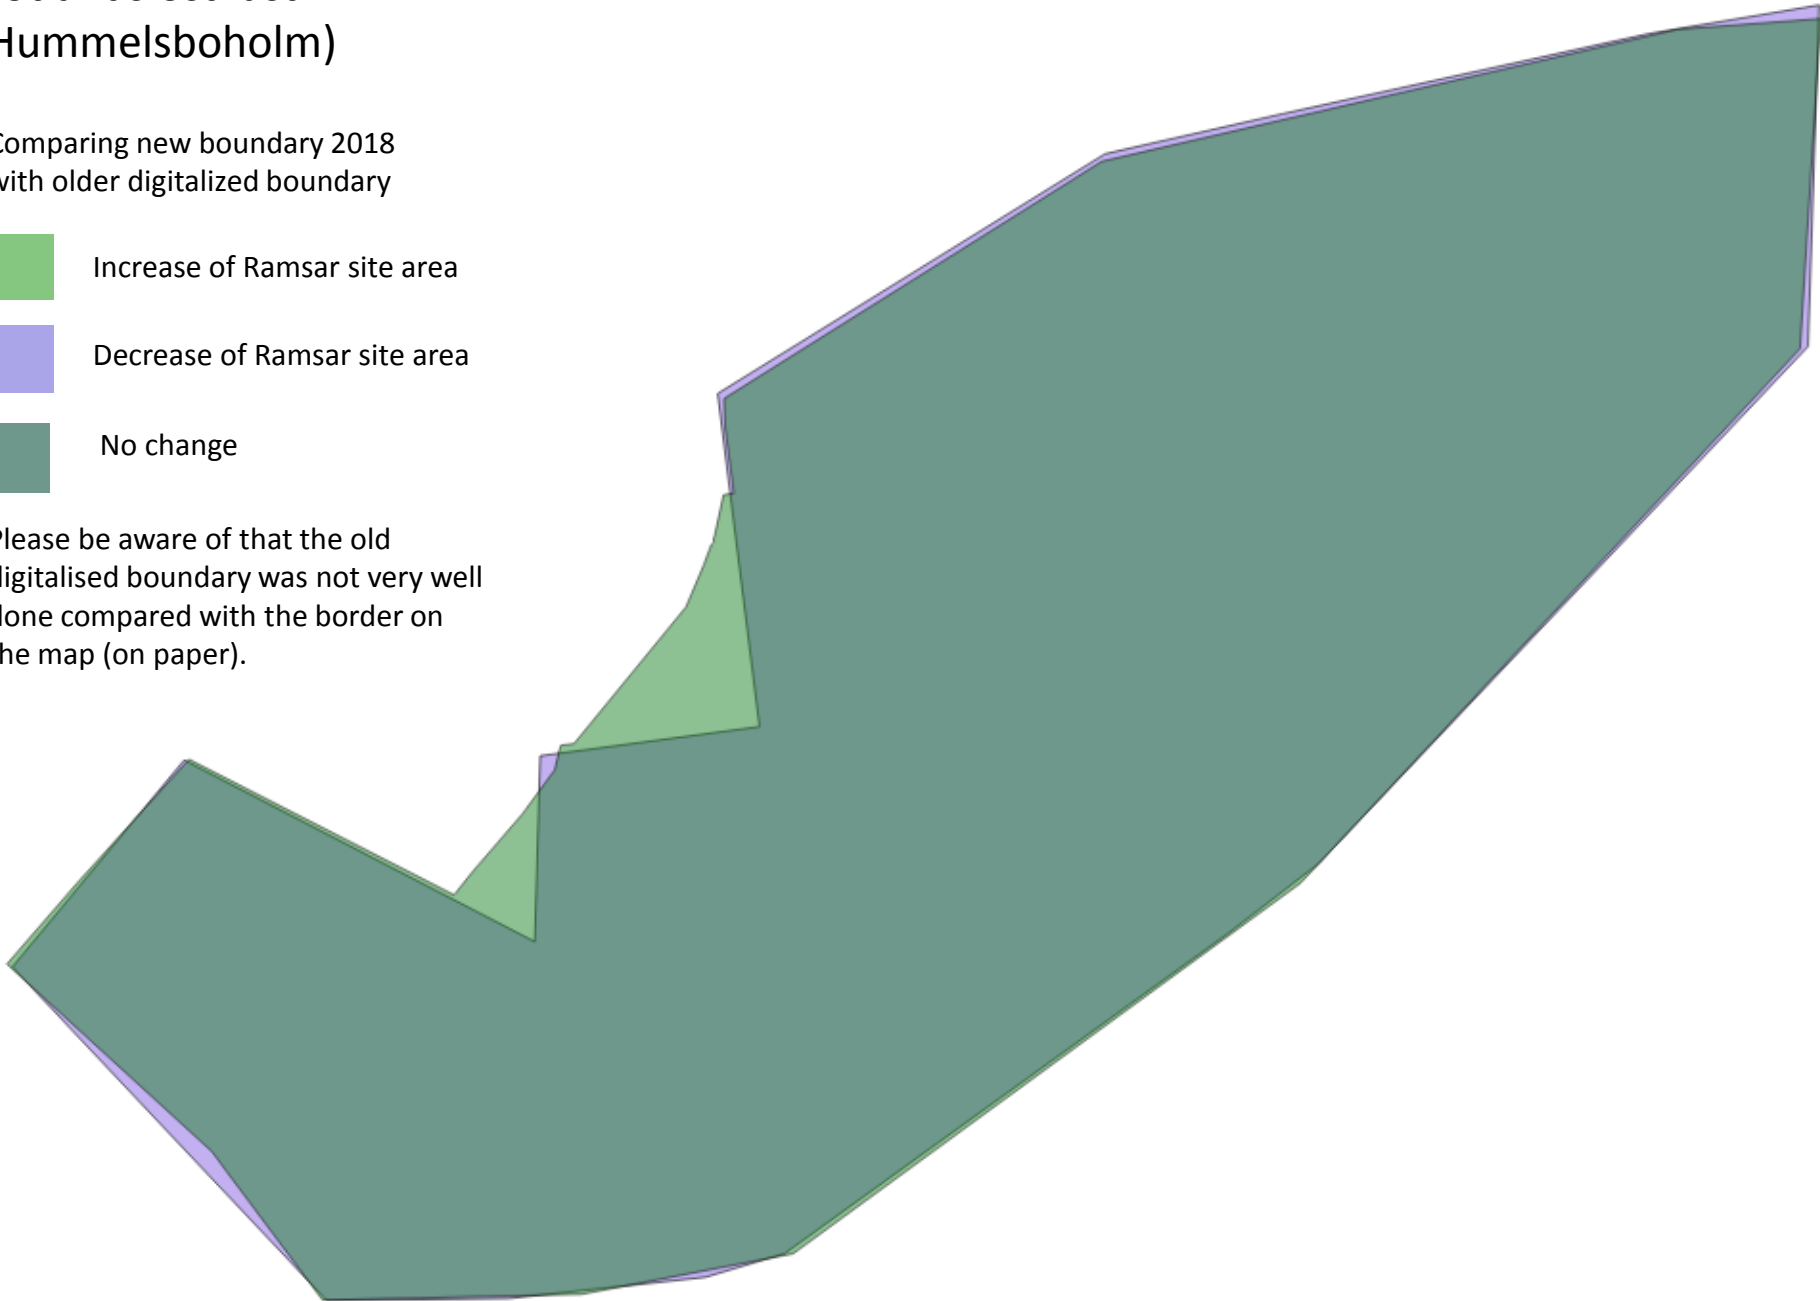 Hummelsboholm)
Comparing new boundary 2018
with older digitalized boundary
Increase of Ramsar site area
Decrease of Ramsar site area
No change
Please be aware of that the old
digitalised boundary was not very well
done compared with the border on
the map (on paper).